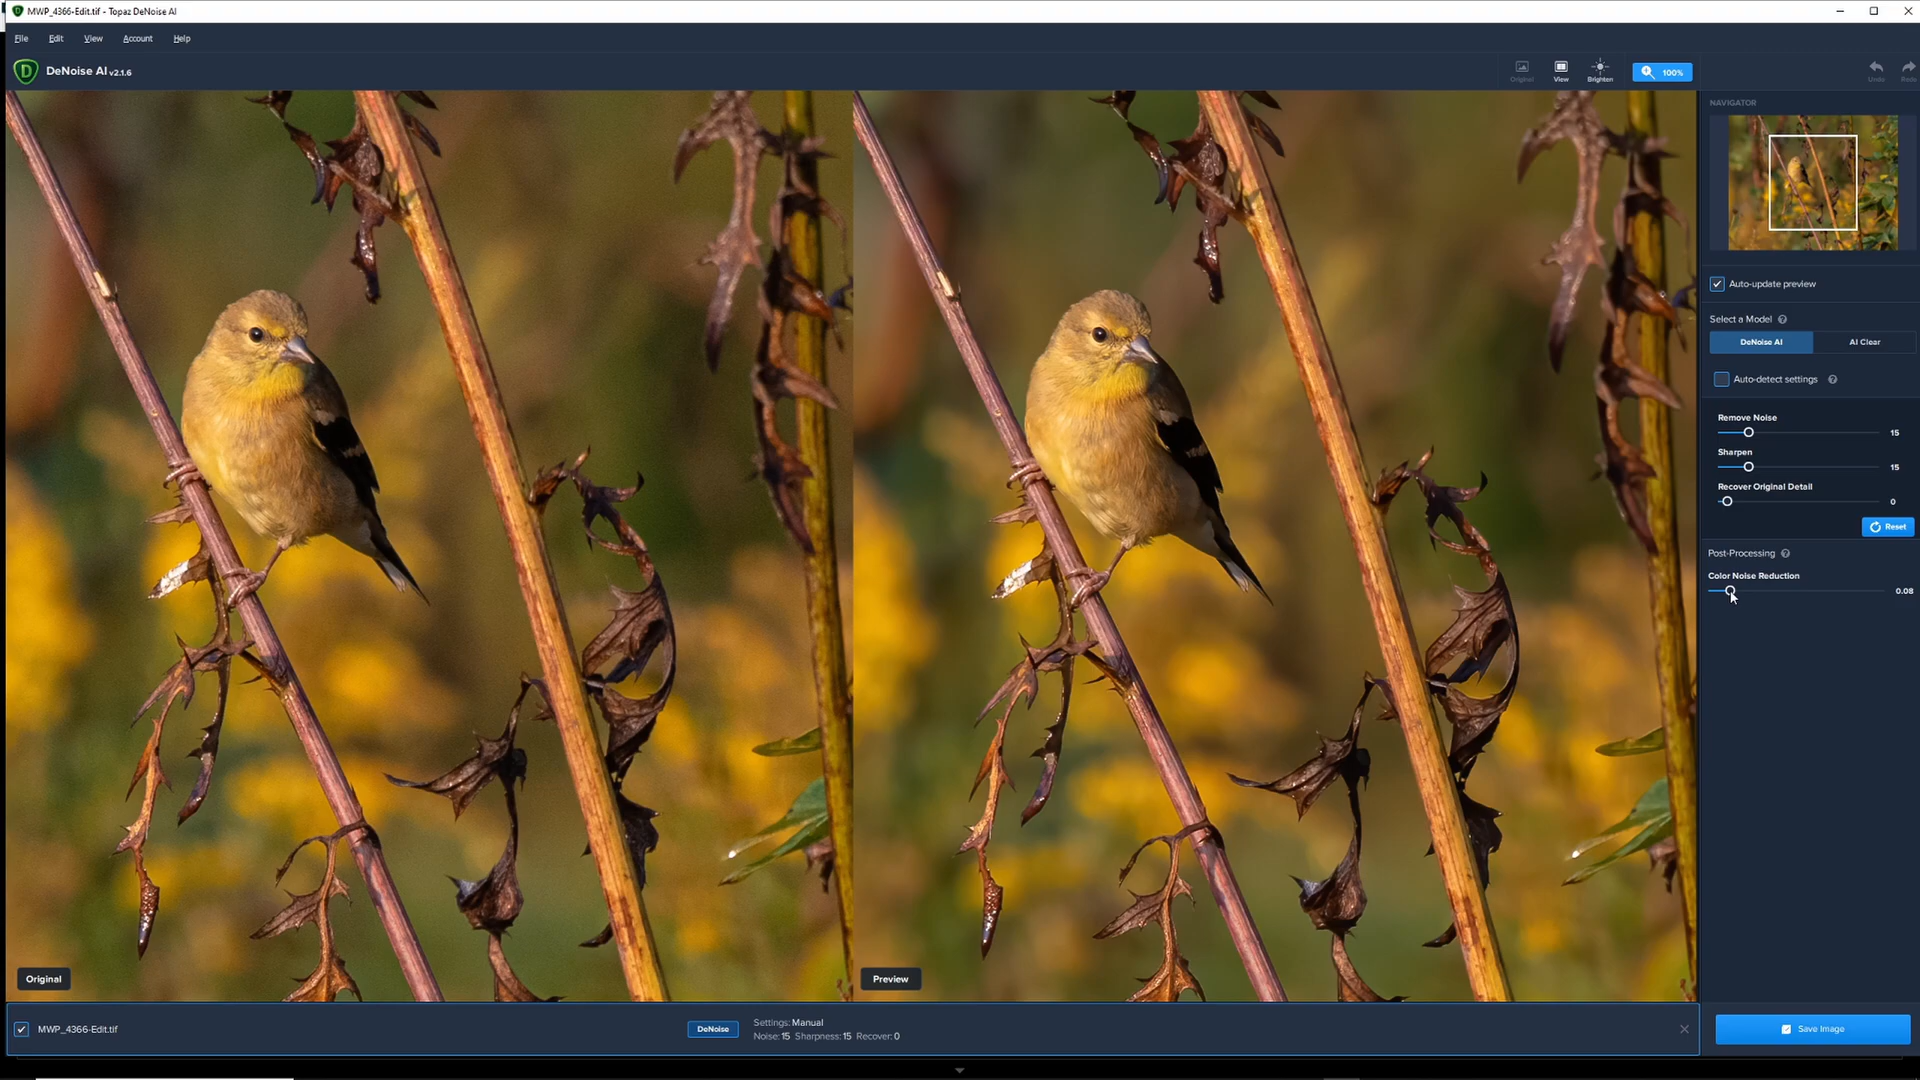 MWP_4366-Edit.tif - Topaz DeNoise AI
File Edit View Account Help
DeNoise AI v2.1.6
Original View Brighten 100% Undo Redo
NAVIGATOR
Auto-update preview
Select a Model
DeNoise AI AI Clear
Auto-detect settings
Remove Noise
15
Sharpen
15
Recover Original Detail
0
Reset
Post-Processing
Color Noise Reduction
0.08
Original
Preview
MWP_4366-Edit.tif
DeNoise
Settings: Manual
Noise: 15 Sharpness: 15 Recover: 0
Save Image